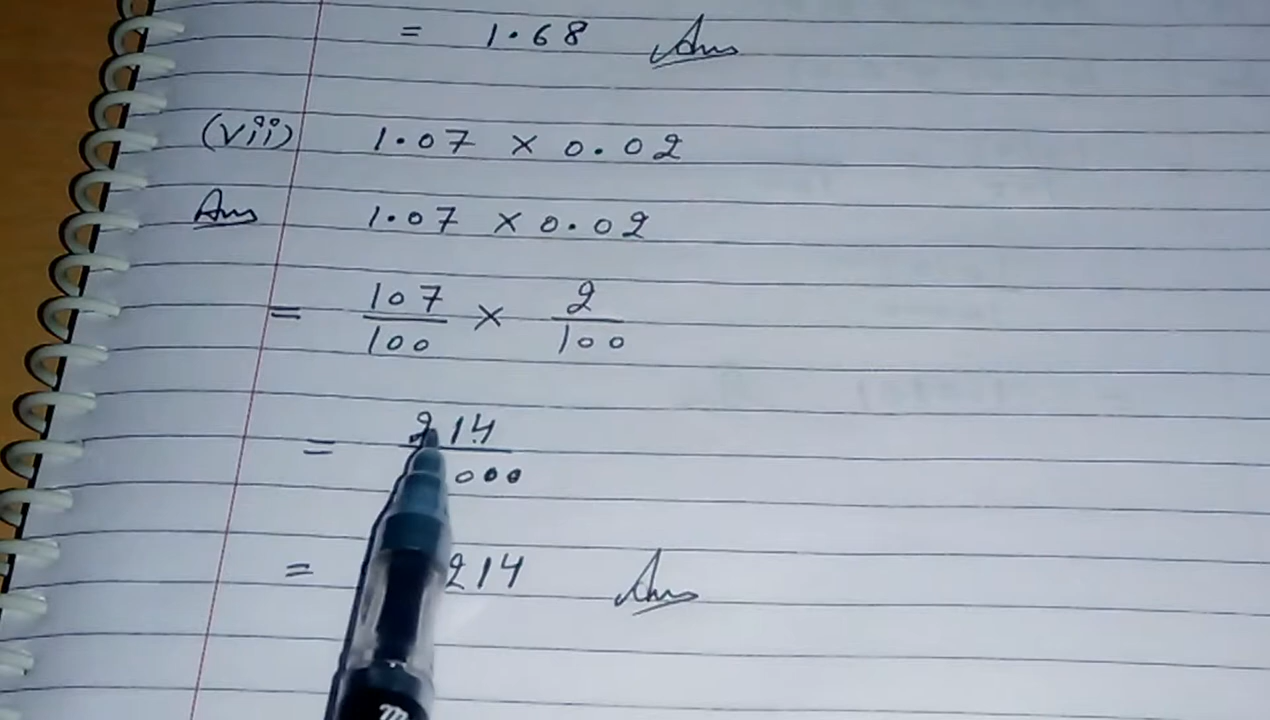 = 1.68 Ans
(vii) 1.07 × 0.02
Ans 1.07 × 0.02
= 107/100 × 2/100
= 214/000
= 214 Ans
m